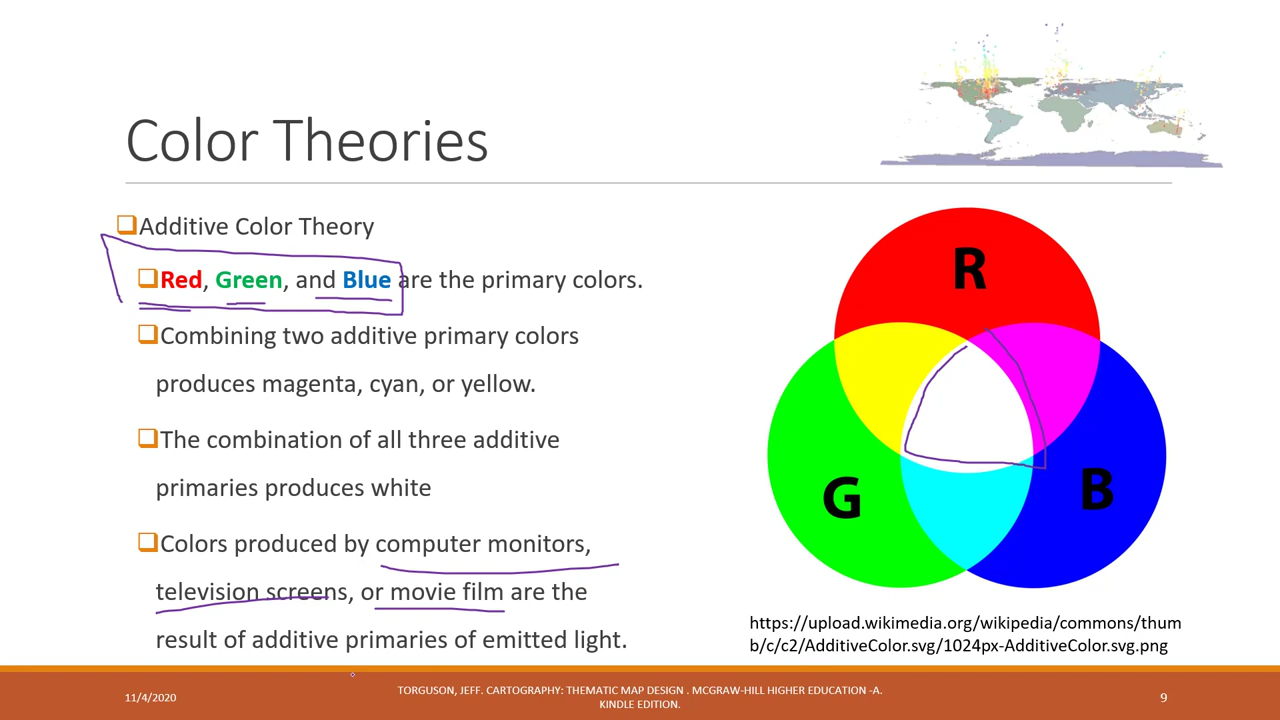 Color Theories
Additive Color Theory
Red, Green, and Blue are the primary colors.
Combining two additive primary colors
produces magenta, cyan, or yellow.
The combination of all three additive
primaries produces white
Colors produced by computer monitors,
television screens, or movie film are the
result of additive primaries of emitted light.
R
G
B
https://upload.wikimedia.org/wikipedia/commons/thum
b/c/c2/AdditiveColor.svg/1024px-AdditiveColor.svg.png
11/4/2020
TORGUSON, JEFF. CARTOGRAPHY: THEMATIC MAP DESIGN . MCGRAW-HILL HIGHER EDUCATION -A.
KINDLE EDITION.
9